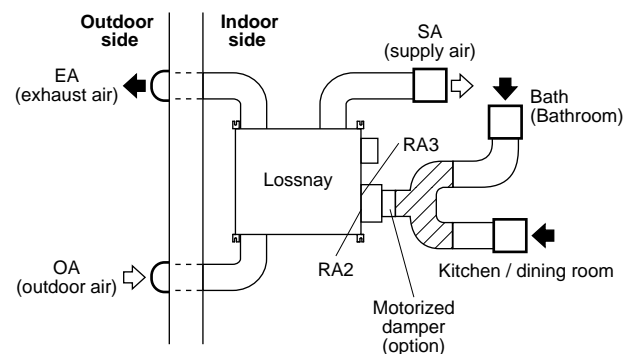 Outdoor
side
Indoor
side
SA
(supply air)
EA
(exhaust air)
Bath
(Bathroom)
RA3
Lossnay
OA
(outdoor air)
RA2
Kitchen / dining room
Motorized
damper
(option)